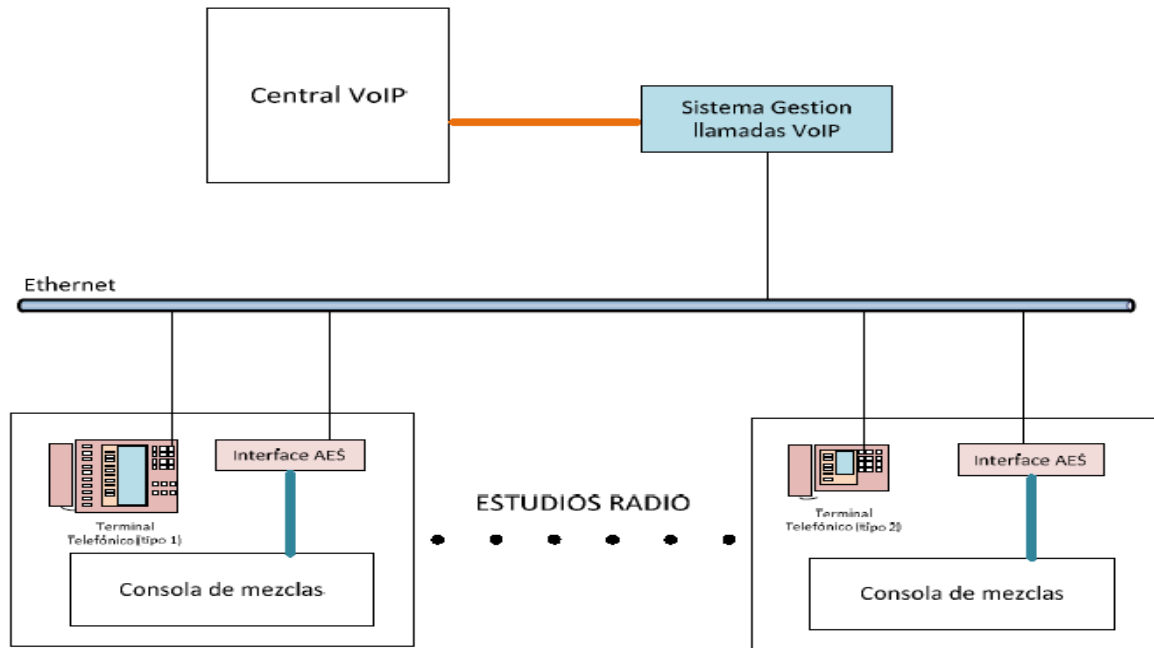 Central VoIP
Sistema Gestion
llamadas VoIP
Ethernet
Interface AES
Terminal
Telefónico (tipo 1)
Consola de mezclas
ESTUDIOS RADIO
Interface AES
Terminal
Telefónico (tipo 2)
Consola de mezclas